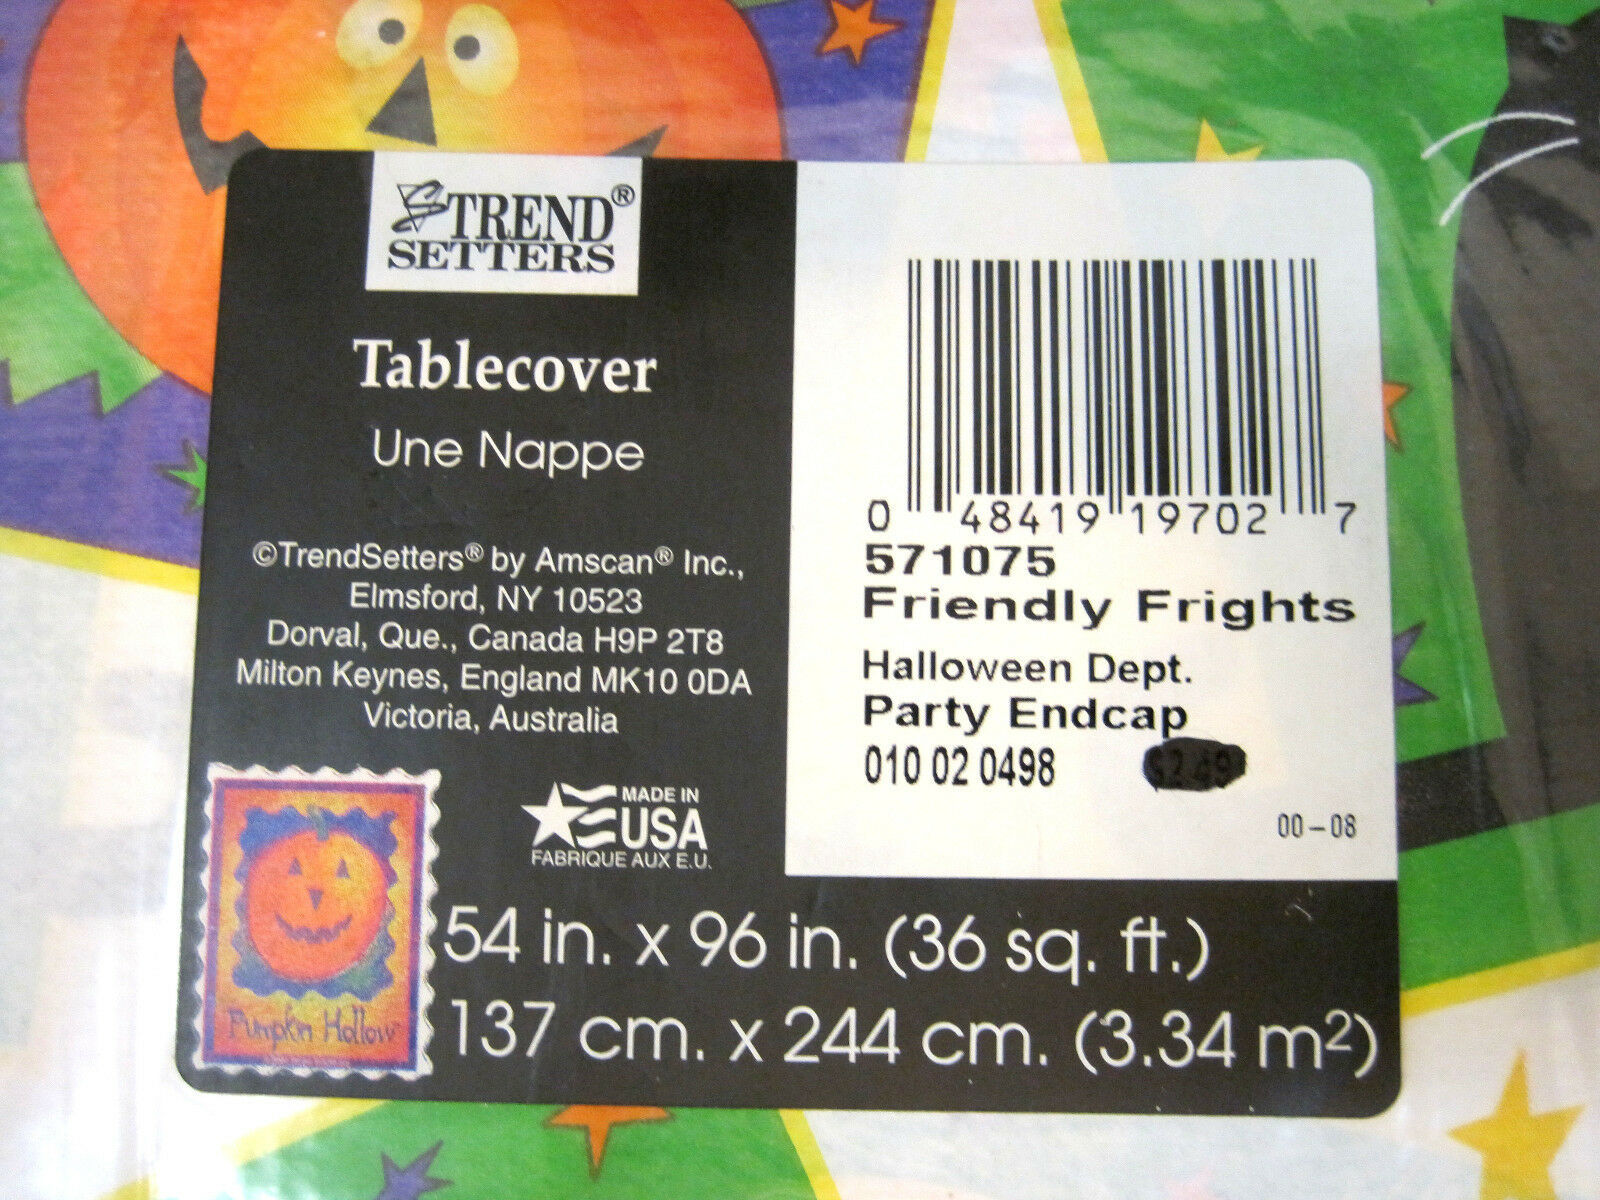 TREND®
SETTERS
Tablecover
Une Nappe
©TrendSetters® by Amscan® Inc.,
Elmsford, NY 10523
Dorval, Que., Canada H9P 2T8
Milton Keynes, England MK10 0DA
Victoria, Australia
MADE IN
USA
FABRIQUE AUX E.U.
Pumpkin Hollow
54 in. x 96 in. (36 sq. ft.)
137 cm. x 244 cm. (3.34 m²)
0 48419 19702 7
571075
Friendly Frights
Halloween Dept.
Party Endcap
010 02 0498 $2.49
00-08